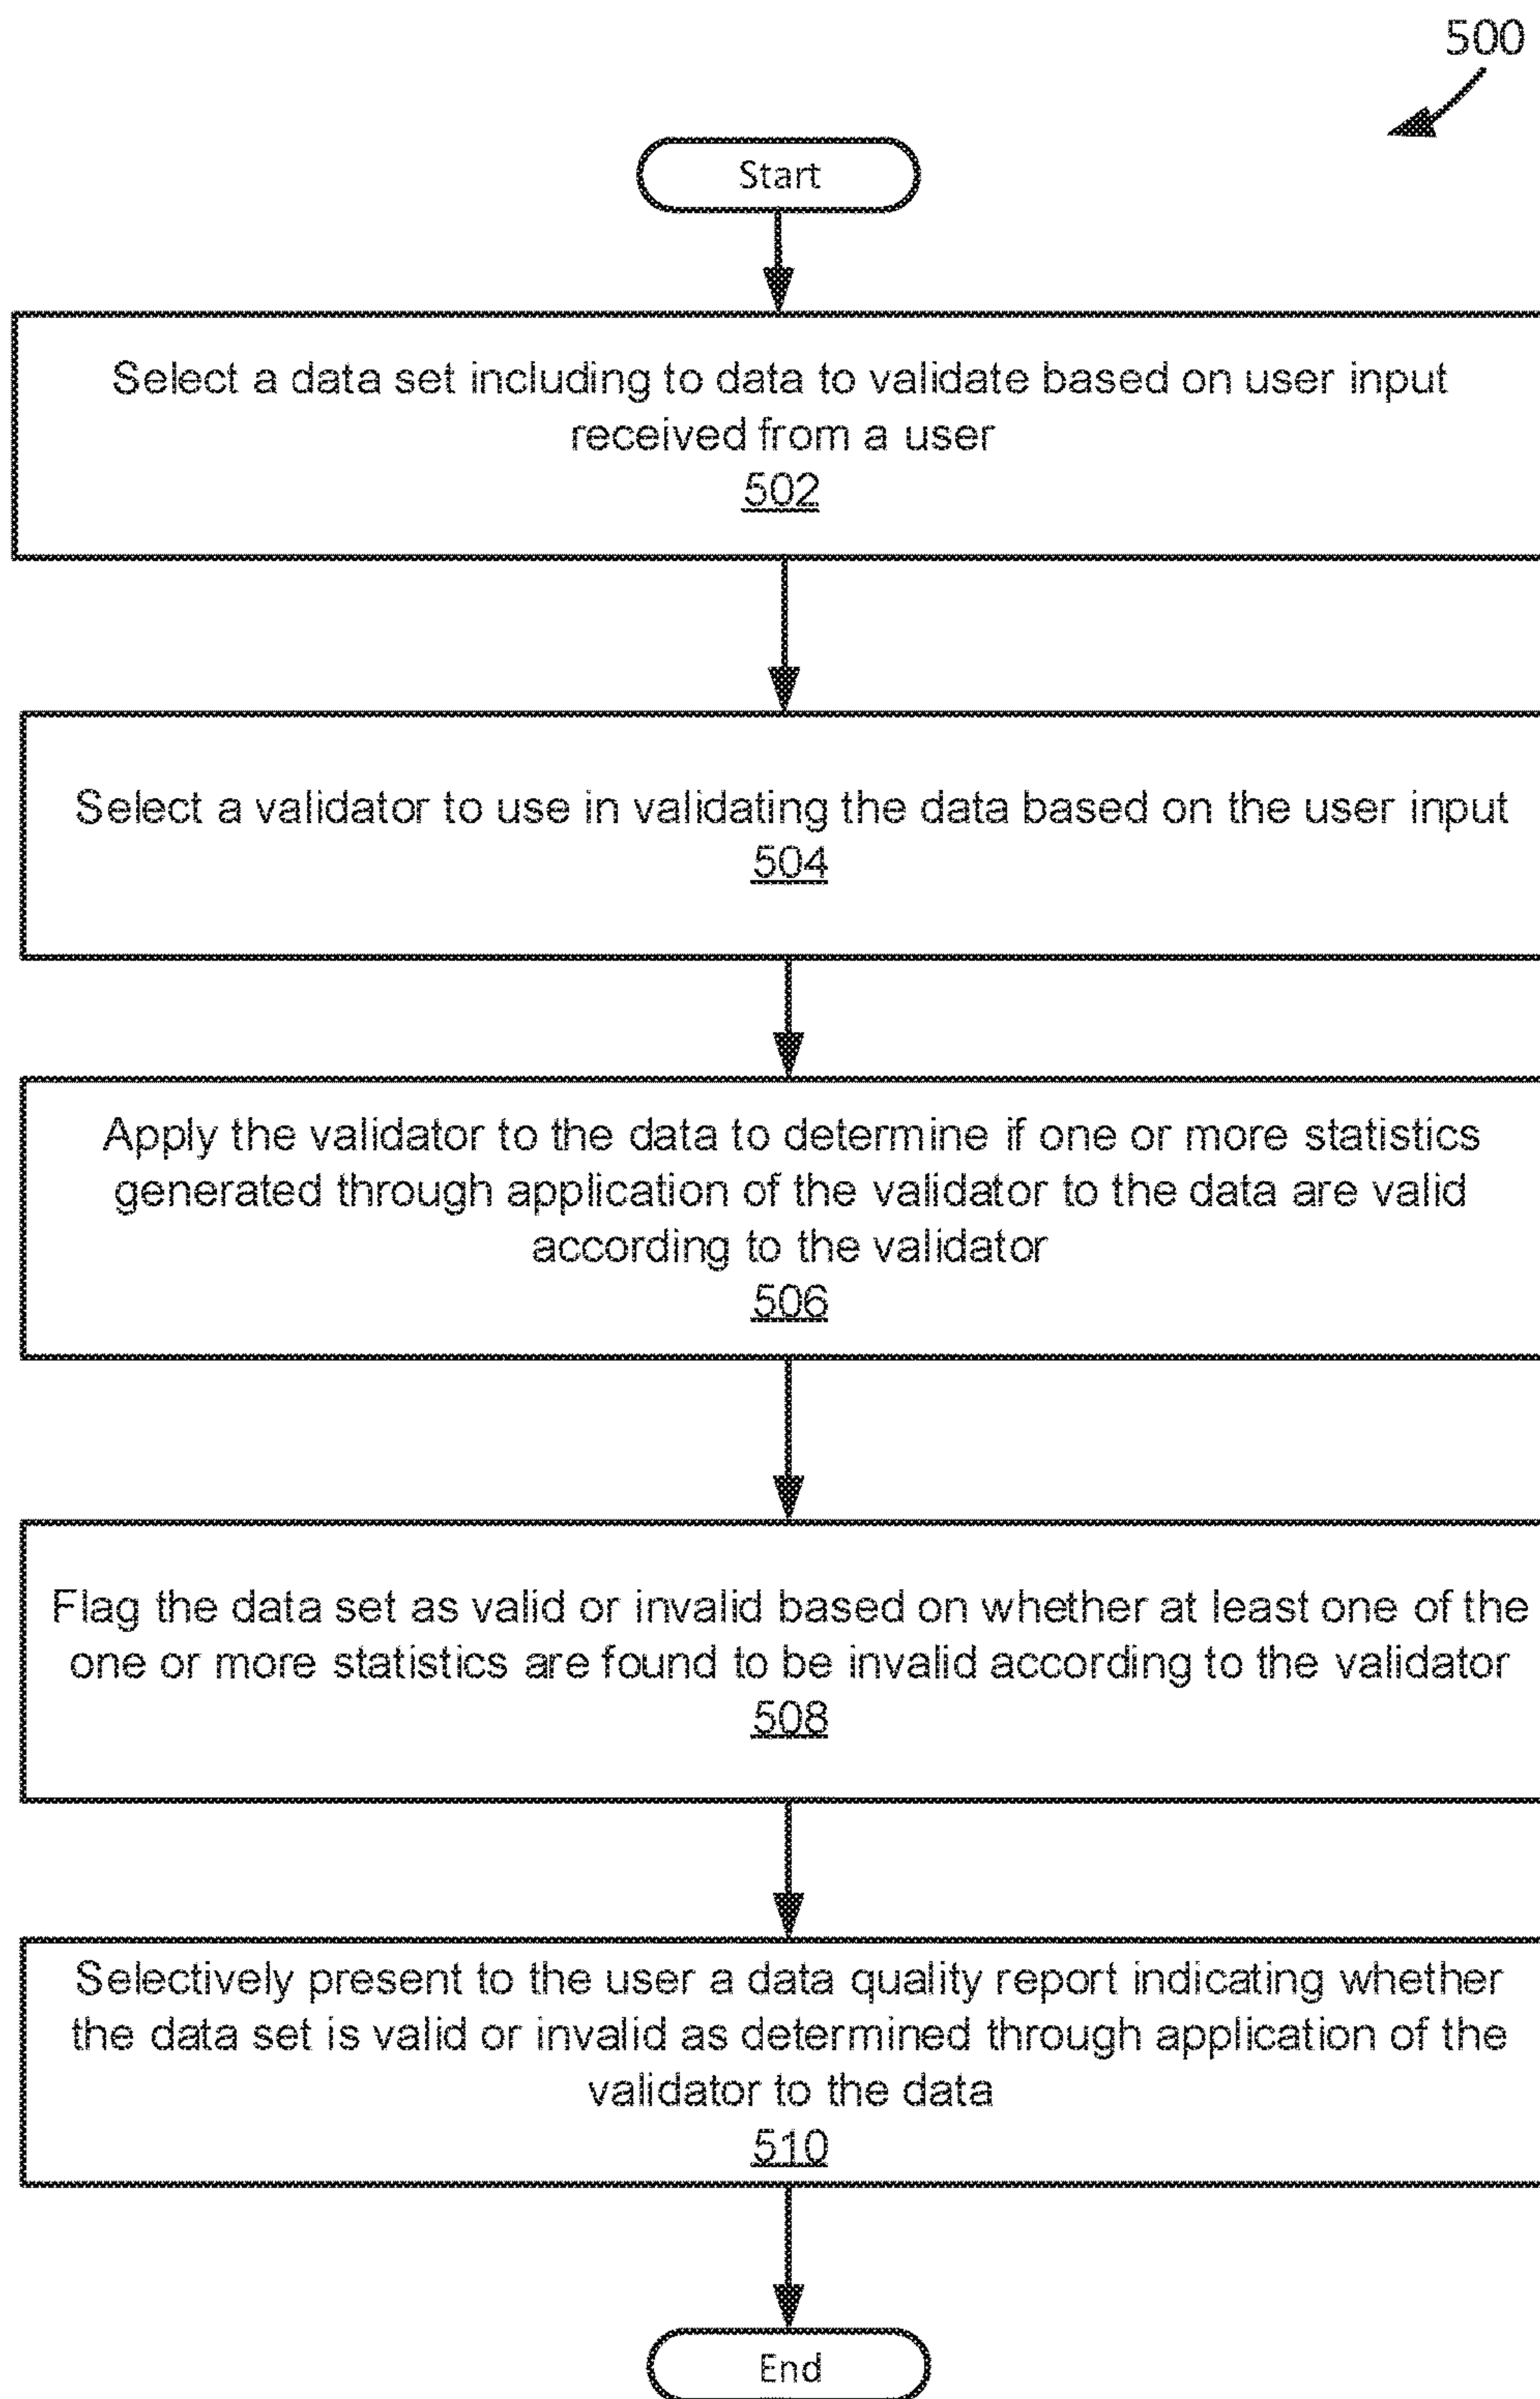 500
Start
Select a data set including to data to validate based on user input
received from a user
502
Select a validator to use in validating the data based on the user input
504
Apply the validator to the data to determine if one or more statistics
generated through application of the validator to the data are valid
according to the validator
506
Flag the data set as valid or invalid based on whether at least one of the
one or more statistics are found to be invalid according to the validator
508
Selectively present to the user a data quality report indicating whether
the data set is valid or invalid as determined through application of the
validator to the data
510
End